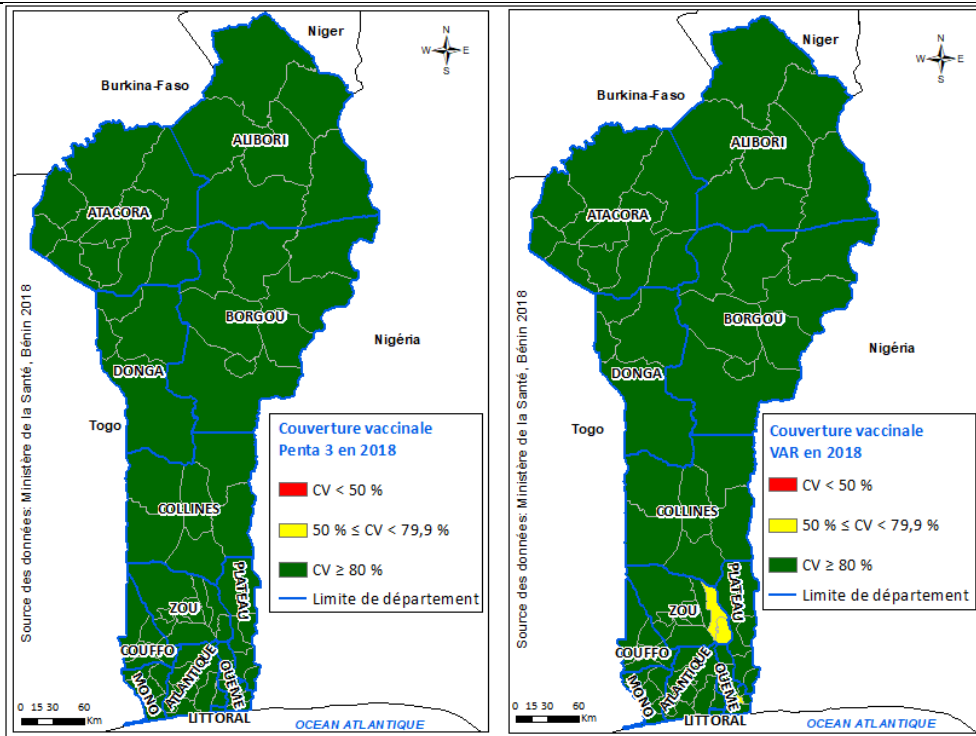 Niger
N
W E
S
Burkina-Faso
ALIBORI
ATACORA
BORGOÜ
Nigéria
DONGA
Togo
Couverture vaccinale
Penta 3 en 2018
CV < 50 %
50 % ≤ CV < 79,9 %
CV ≥ 80 %
Limite de département
COLLINES
PLATEAU
ZOU
COUFFO
ATLANTIQUE
OUEME
MONO
LITTORAL
0 15 30 60
Km
OCEAN ATLANTIQUE
Source des données: Ministère de la Santé, Bénin 2018
Niger
N
W E
S
Burkina-Faso
ALIBORI
ATACORA
BORGOÜ
Nigéria
DONGA
Togo
Couverture vaccinale
VAR en 2018
CV < 50 %
50 % ≤ CV < 79,9 %
CV ≥ 80 %
Limite de département
COLLINES
PLATEAU
ZOU
COUFFO
ATLANTIQUE
OUEME
MONO
LITTORAL
0 15 30 60
Km
OCEAN ATLANTIQUE
Source des données: Ministère de la Santé, Bénin 2018